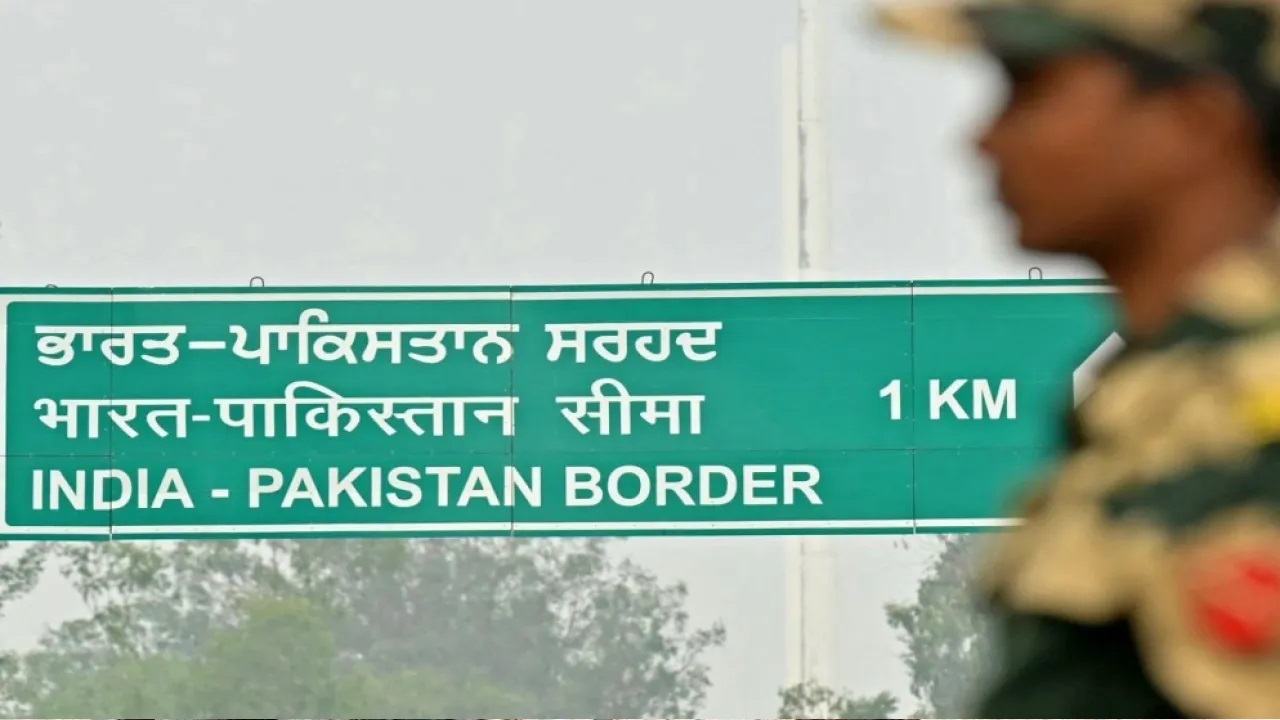 ਭਾਰਤ–ਪਾਕਿਸਤਾਨ ਸਰਹਦ
भारत-पाकिस्तान सीमा
INDIA - PAKISTAN BORDER
1 KM